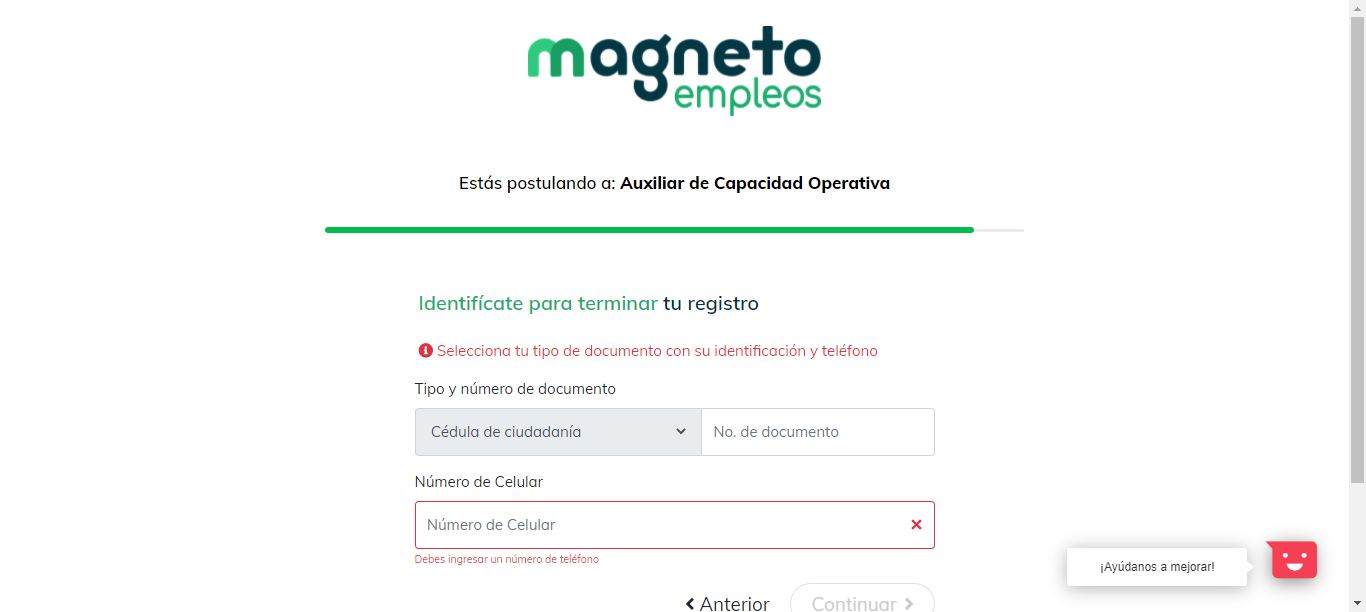 magneto
empleos
Estás postulando a: Auxiliar de Capacidad Operativa
Identifícate para terminar tu registro
Selecciona tu tipo de documento con su identificación y teléfono
Tipo y número de documento
Cédula de ciudadanía No. de documento
Número de Celular
Número de Celular
Debes ingresar un número de teléfono
¡Ayúdanos a mejorar!
Anterior Continuar